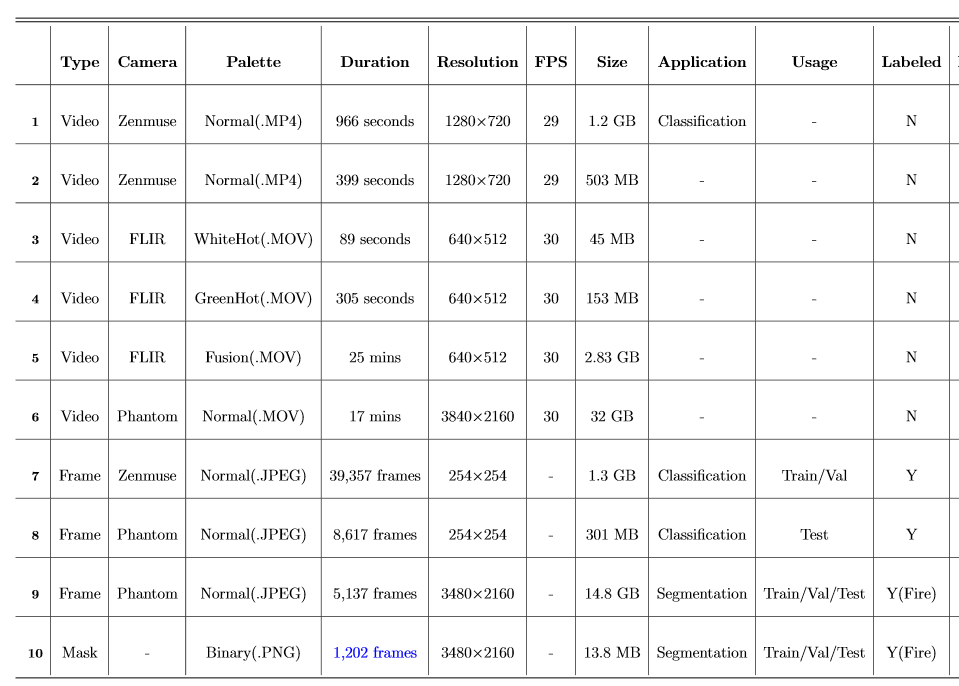 Type Camera Palette Duration Resolution FPS Size Application Usage Labeled
1 Video Zenmuse Normal(.MP4) 966 seconds 1280×720 29 1.2 GB Classification - N
2 Video Zenmuse Normal(.MP4) 399 seconds 1280×720 29 503 MB - - N
3 Video FLIR WhiteHot(.MOV) 89 seconds 640×512 30 45 MB - - N
4 Video FLIR GreenHot(.MOV) 305 seconds 640×512 30 153 MB - - N
5 Video FLIR Fusion(.MOV) 25 mins 640×512 30 2.83 GB - - N
6 Video Phantom Normal(.MOV) 17 mins 3840×2160 30 32 GB - - N
7 Frame Zenmuse Normal(.JPEG) 39,357 frames 254×254 - 1.3 GB Classification Train/Val Y
8 Frame Phantom Normal(.JPEG) 8,617 frames 254×254 - 301 MB Classification Test Y
9 Frame Phantom Normal(.JPEG) 5,137 frames 3480×2160 - 14.8 GB Segmentation Train/Val/Test Y(Fire)
10 Mask - Binary(.PNG) 1,202 frames 3480×2160 - 13.8 MB Segmentation Train/Val/Test Y(Fire)